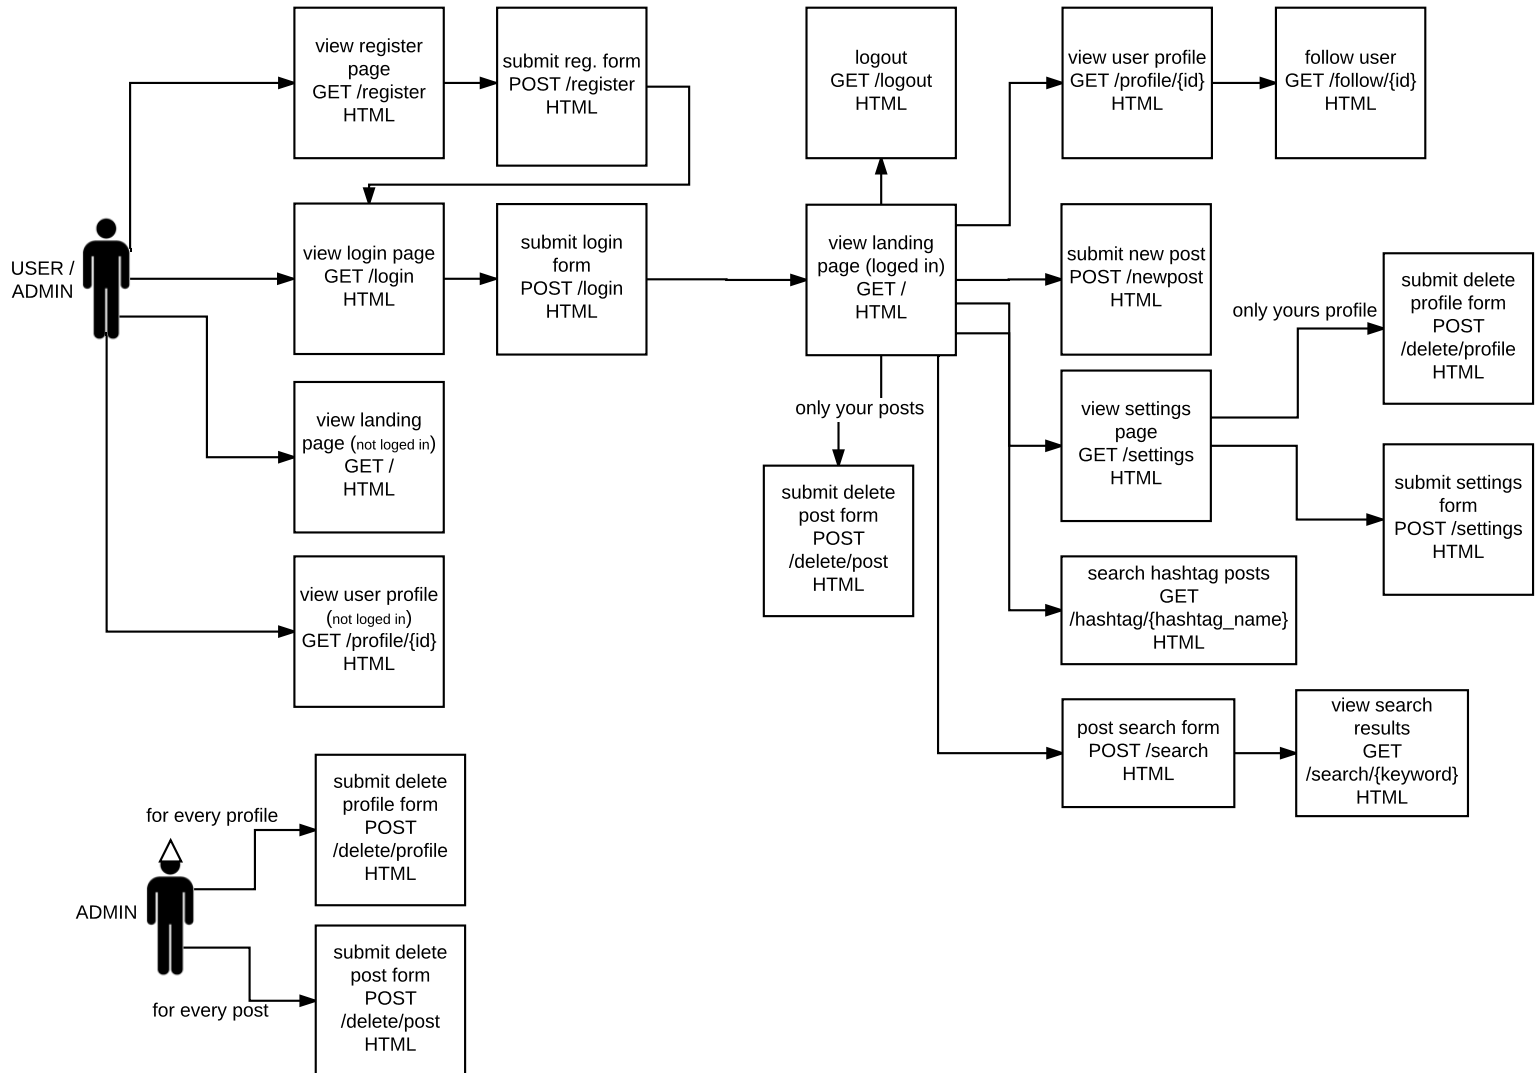 view register
page
GET /register
HTML
submit reg. form
POST /register
HTML
logout
GET /logout
HTML
view user profile
GET /profile/{id}
HTML
follow user
GET /follow/{id}
HTML
USER /
ADMIN
view login page
GET /login
HTML
submit login
form
POST /login
HTML
view landing
page (loged in)
GET /
HTML
submit new post
POST /newpost
HTML
only yours profile
submit delete
profile form
POST
/delete/profile
HTML
view landing
page (not loged in)
GET /
HTML
only your posts
submit delete
post form
POST
/delete/post
HTML
view settings
page
GET /settings
HTML
submit settings
form
POST /settings
HTML
view user profile
(not loged in)
GET /profile/{id}
HTML
search hashtag posts
GET
/hashtag/{hashtag_name}
HTML
post search form
POST /search
HTML
view search
results
GET
/search/{keyword}
HTML
for every profile
submit delete
profile form
POST
/delete/profile
HTML
ADMIN
for every post
submit delete
post form
POST
/delete/post
HTML